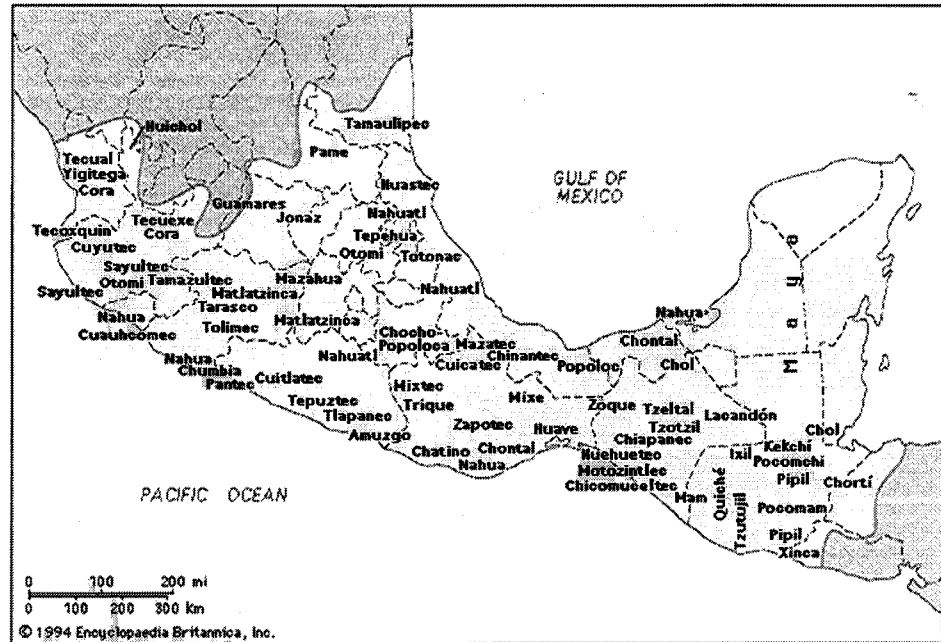 Huichol
Tamaulipec
Pame
Tecual
Yigitega
Cora
Huastec
GULF OF
MEXICO
Guamares
Jonaz
Nahuatl
Tecuexe
Cora
Tecoxquin
Cuyutec
Tepehua
Otomi
Totonac
Sayultec
Otomi
Tamazultec
Mazahua
Sayultec
Matlatzinca
Nahuatl
Tarasco
Nahua
Matlatzinca
Tolimec
Cuauhcomec
Chocho
Popoloca
Mazatec
Nahua
Chontal
Maya
Nahua
Chumbia
Pantec
Nahuatl
Cuicatec
Chinantec
Popoloc
Chol
Cuitlatec
Mixtec
Trique
Mixe
Tepuztec
Tlapanec
Zoque
Tzeltal
Lacandón
Amuzgo
Zapotec
Huave
Tzotzil
Chiapanec
Chol
Chatino
Chontal
Nahua
Huehuetec
Motozintlec
Chicomuceltec
Ixil
Kekchí
Pocomchi
Pipil
Chortí
Mam
Quiché
Tzutujil
Pocomam
Pipil
Xinca
PACIFIC OCEAN
0 100 200 mi
0 100 200 300 km
© 1994 Encyclopaedia Britannica, Inc.